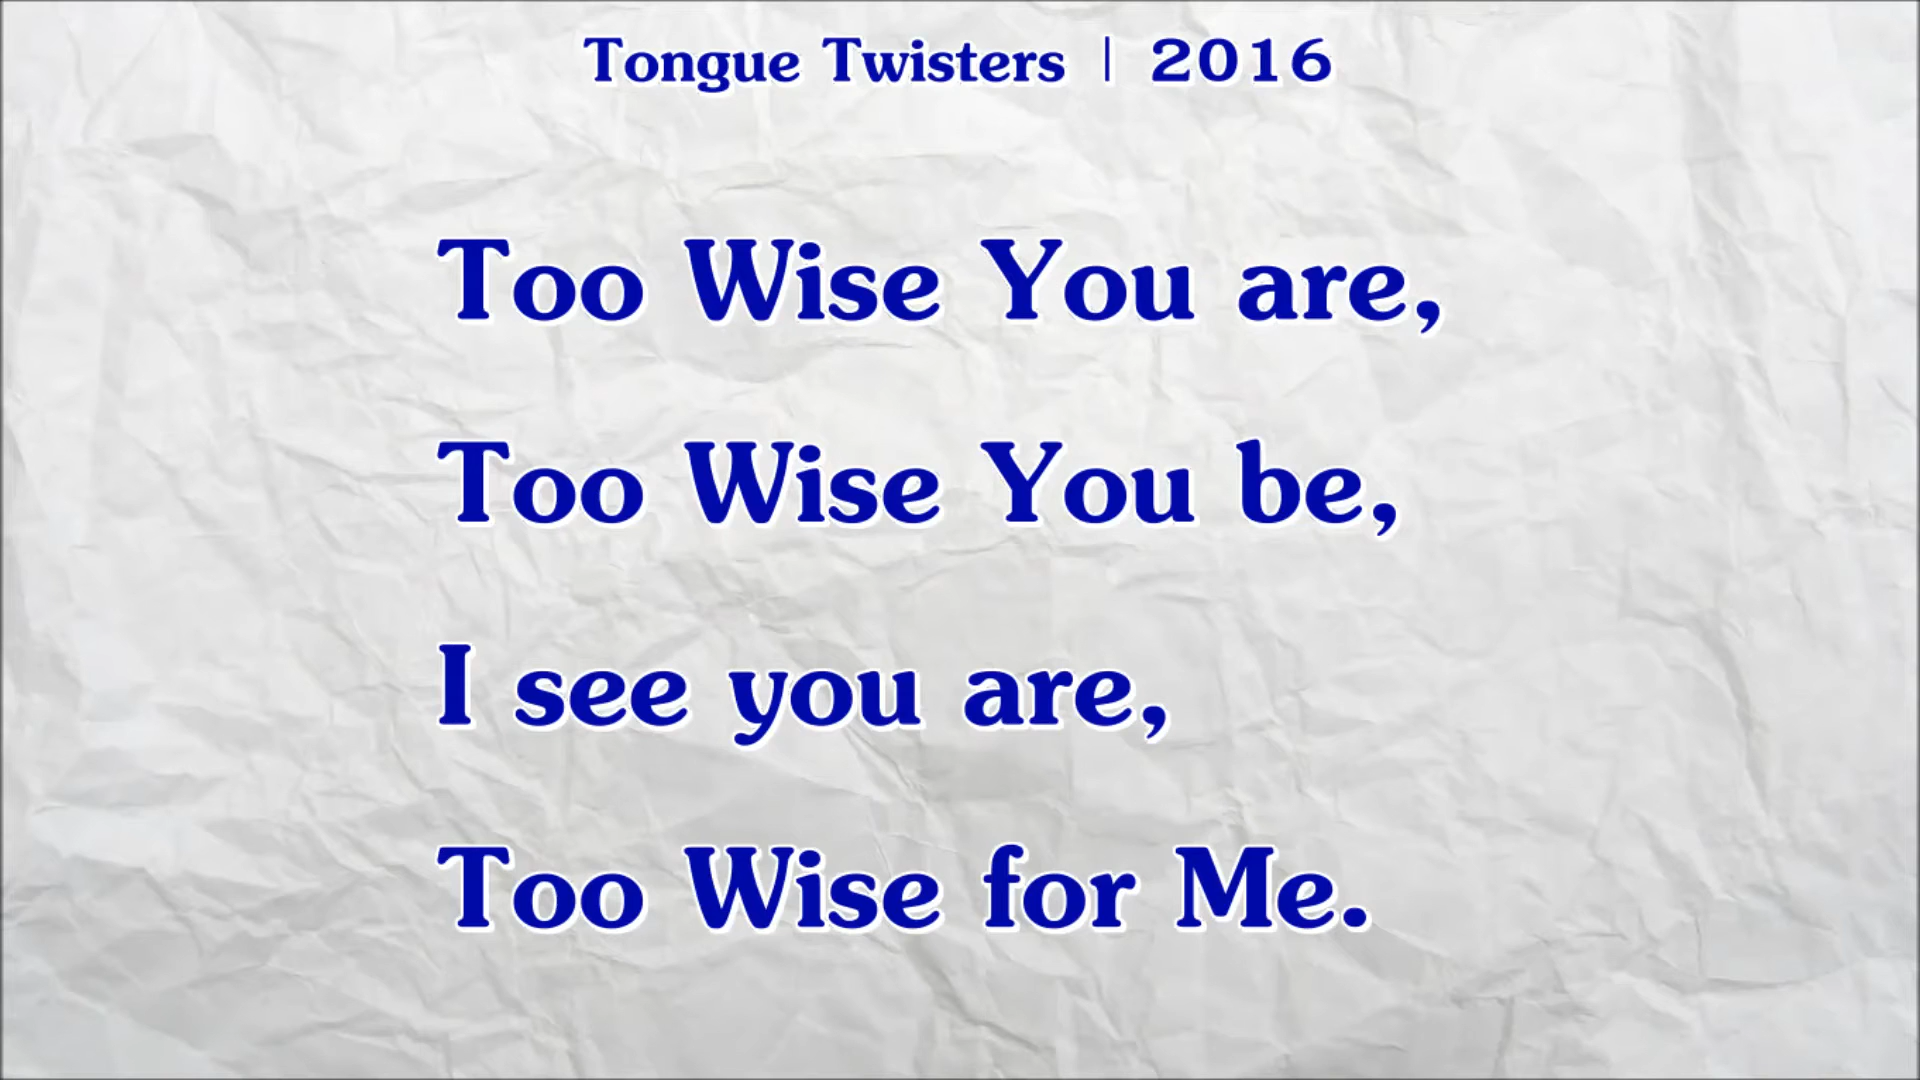 Tongue Twisters | 2016
Too Wise You are,
Too Wise You be,
I see you are,
Too Wise for Me.